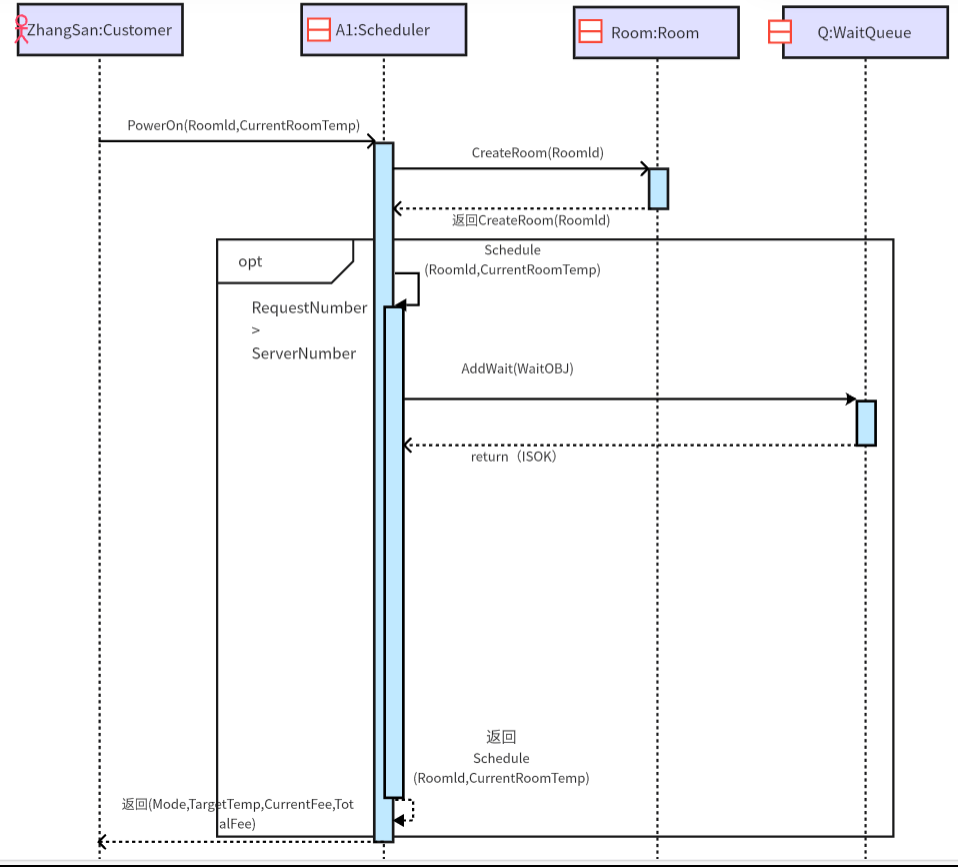 ZhangSan:Customer
A1:Scheduler
Room:Room
Q:WaitQueue
PowerOn(RoomId,CurrentRoomTemp)
CreateRoom(RoomId)
返回CreateRoom(RoomId)
opt
Schedule
(RoomId,CurrentRoomTemp)
RequestNumber
>
ServerNumber
AddWait(WaitOBJ)
return（ISOK）
返回
Schedule
(RoomId,CurrentRoomTemp)
返回(Mode,TargetTemp,CurrentFee,Tot
alFee)